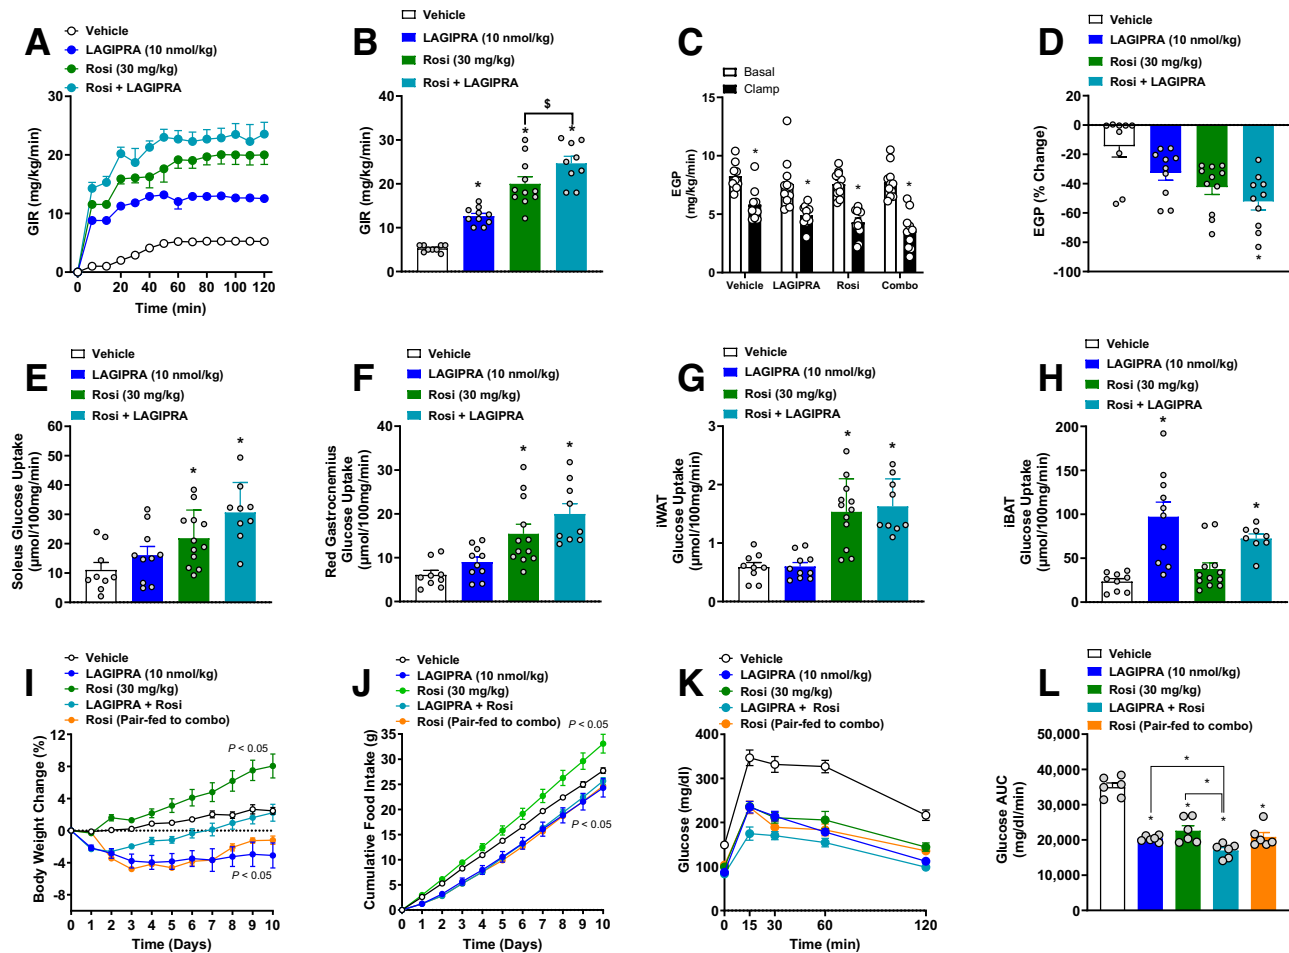 A
Vehicle
LAGIPRA (10 nmol/kg)
Rosi (30 mg/kg)
Rosi + LAGIPRA
GIR (mg/kg/min)
30
20
10
0
0 20 40 60 80 100 120
Time (min)
B
Vehicle
LAGIPRA (10 nmol/kg)
Rosi (30 mg/kg)
Rosi + LAGIPRA
GIR (mg/kg/min)
40
30
20
10
0
* * $ *
C
Basal
Clamp
EGP
(mg/kg/min)
15
10
5
0
* * * *
Vehicle LAGIPRA Rosi Combo
D
Vehicle
LAGIPRA (10 nmol/kg)
Rosi (30 mg/kg)
Rosi + LAGIPRA
EGP (% Change)
20
0
-20
-40
-60
-80
-100
*
E
Vehicle
LAGIPRA (10 nmol/kg)
Rosi (30 mg/kg)
Rosi + LAGIPRA
Soleus Glucose Uptake
(µmol/100mg/min)
60
50
40
30
20
10
0
* *
F
Vehicle
LAGIPRA (10 nmol/kg)
Rosi (30 mg/kg)
Rosi + LAGIPRA
Red Gastrocnemius
Glucose Uptake
(µmol/100mg/min)
40
30
20
10
0
* *
G
Vehicle
LAGIPRA (10 nmol/kg)
Rosi (30 mg/kg)
Rosi + LAGIPRA
iWAT
Glucose Uptake
(µmol/100mg/min)
3
2
1
0
* *
H
Vehicle
LAGIPRA (10 nmol/kg)
Rosi (30 mg/kg)
Rosi + LAGIPRA
iBAT
Glucose Uptake
(µmol/100mg/min)
200
150
100
50
0
* *
I
Vehicle
LAGIPRA (10 nmol/kg)
Rosi (30 mg/kg)
LAGIPRA + Rosi
Rosi (Pair-fed to combo)
Body Weight Change (%)
12
8
4
0
-4
-8
P < 0.05
P < 0.05
0 1 2 3 4 5 6 7 8 9 10
Time (Days)
J
Vehicle
LAGIPRA (10 nmol/kg)
Rosi (30 mg/kg)
LAGIPRA + Rosi
Rosi (Pair-fed to combo)
Cumulative Food Intake (g)
35
30
25
20
15
10
5
0
P < 0.05
P < 0.05
0 1 2 3 4 5 6 7 8 9 10
Time (Days)
K
Vehicle
LAGIPRA (10 nmol/kg)
Rosi (30 mg/kg)
LAGIPRA + Rosi
Rosi (Pair-fed to combo)
Glucose (mg/dl)
400
300
200
100
0
0 15 30 60 120
Time (min)
L
Vehicle
LAGIPRA (10 nmol/kg)
Rosi (30 mg/kg)
LAGIPRA + Rosi
Rosi (Pair-fed to combo)
Glucose AUC
(mg/dl/min)
50,000
40,000
30,000
20,000
10,000
0
*
*
* * * *